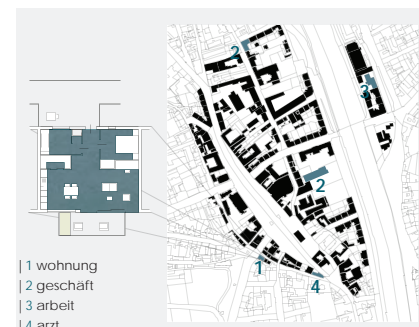 2
3
2
1
4
| 1 wohnung
| 2 geschäft
| 3 arbeit
| 4 arzt